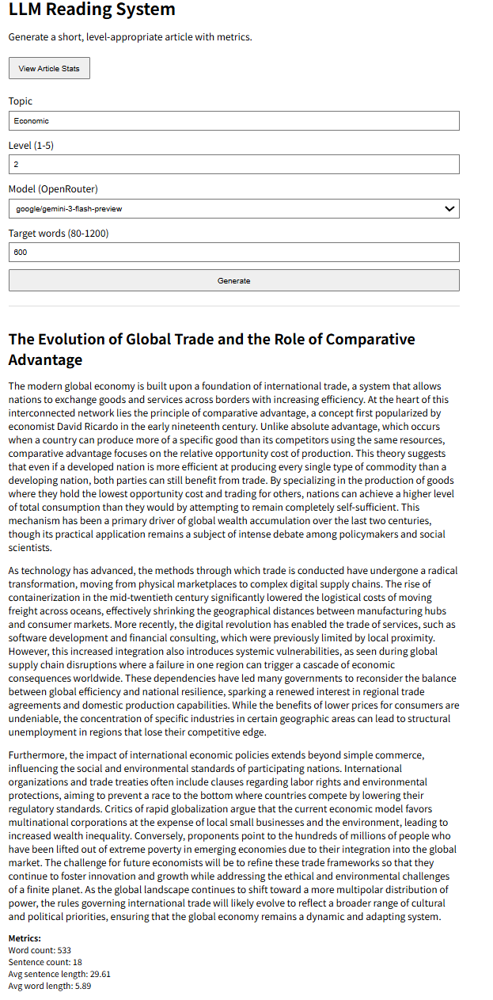 LLM Reading System
Generate a short, level-appropriate article with metrics.
View Article Stats
Topic
Economic
Level (1-5)
2
Model (OpenRouter)
google/gemini-3-flash-preview
Target words (80-1200)
600
Generate
The Evolution of Global Trade and the Role of Comparative
Advantage
The modern global economy is built upon a foundation of international trade, a system that allows
nations to exchange goods and services across borders with increasing efficiency. At the heart of this
interconnected network lies the principle of comparative advantage, a concept first popularized by
economist David Ricardo in the early nineteenth century. Unlike absolute advantage, which occurs
when a country can produce more of a specific good than its competitors using the same resources,
comparative advantage focuses on the relative opportunity cost of production. This theory suggests
that even if a developed nation is more efficient at producing every single type of commodity than a
developing nation, both parties can still benefit from trade. By specializing in the production of goods
where they hold the lowest opportunity cost and trading for others, nations can achieve a higher level
of total consumption than they would by attempting to remain completely self-sufficient. This
mechanism has been a primary driver of global wealth accumulation over the last two centuries,
though its practical application remains a subject of intense debate among policymakers and social
scientists.
As technology has advanced, the methods through which trade is conducted have undergone a radical
transformation, moving from physical marketplaces to complex digital supply chains. The rise of
containerization in the mid-twentieth century significantly lowered the logistical costs of moving
freight across oceans, effectively shrinking the geographical distances between manufacturing hubs
and consumer markets. More recently, the digital revolution has enabled the trade of services, such as
software development and financial consulting, which were previously limited by local proximity.
However, this increased integration also introduces systemic vulnerabilities, as seen during global
supply chain disruptions where a failure in one region can trigger a cascade of economic
consequences worldwide. These dependencies have led many governments to reconsider the balance
between global efficiency and national resilience, sparking a renewed interest in regional trade
agreements and domestic production capabilities. While the benefits of lower prices for consumers are
undeniable, the concentration of specific industries in certain geographic areas can lead to structural
unemployment in regions that lose their competitive edge.
Furthermore, the impact of international economic policies extends beyond simple commerce,
influencing the social and environmental standards of participating nations. International
organizations and trade treaties often include clauses regarding labor rights and environmental
protections, aiming to prevent a race to the bottom where countries compete by lowering their
regulatory standards. Critics of rapid globalization argue that the current economic model favors
multinational corporations at the expense of local small businesses and the environment, leading to
increased wealth inequality. Conversely, proponents point to the hundreds of millions of people who
have been lifted out of extreme poverty in emerging economies due to their integration into the global
market. The challenge for future economists will be to refine these trade frameworks so that they
continue to foster innovation and growth while addressing the ethical and environmental challenges
of a finite planet. As the global landscape continues to shift toward a more multipolar distribution of
power, the rules governing international trade will likely evolve to reflect a broader range of cultural
and political priorities, ensuring that the global economy remains a dynamic and adapting system.
Metrics:
Word count: 533
Sentence count: 18
Avg sentence length: 29.61
Avg word length: 5.89